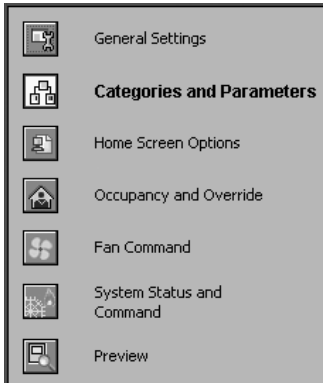 General Settings
Categories and Parameters
Home Screen Options
Occupancy and Override
Fan Command
System Status and
Command
Preview